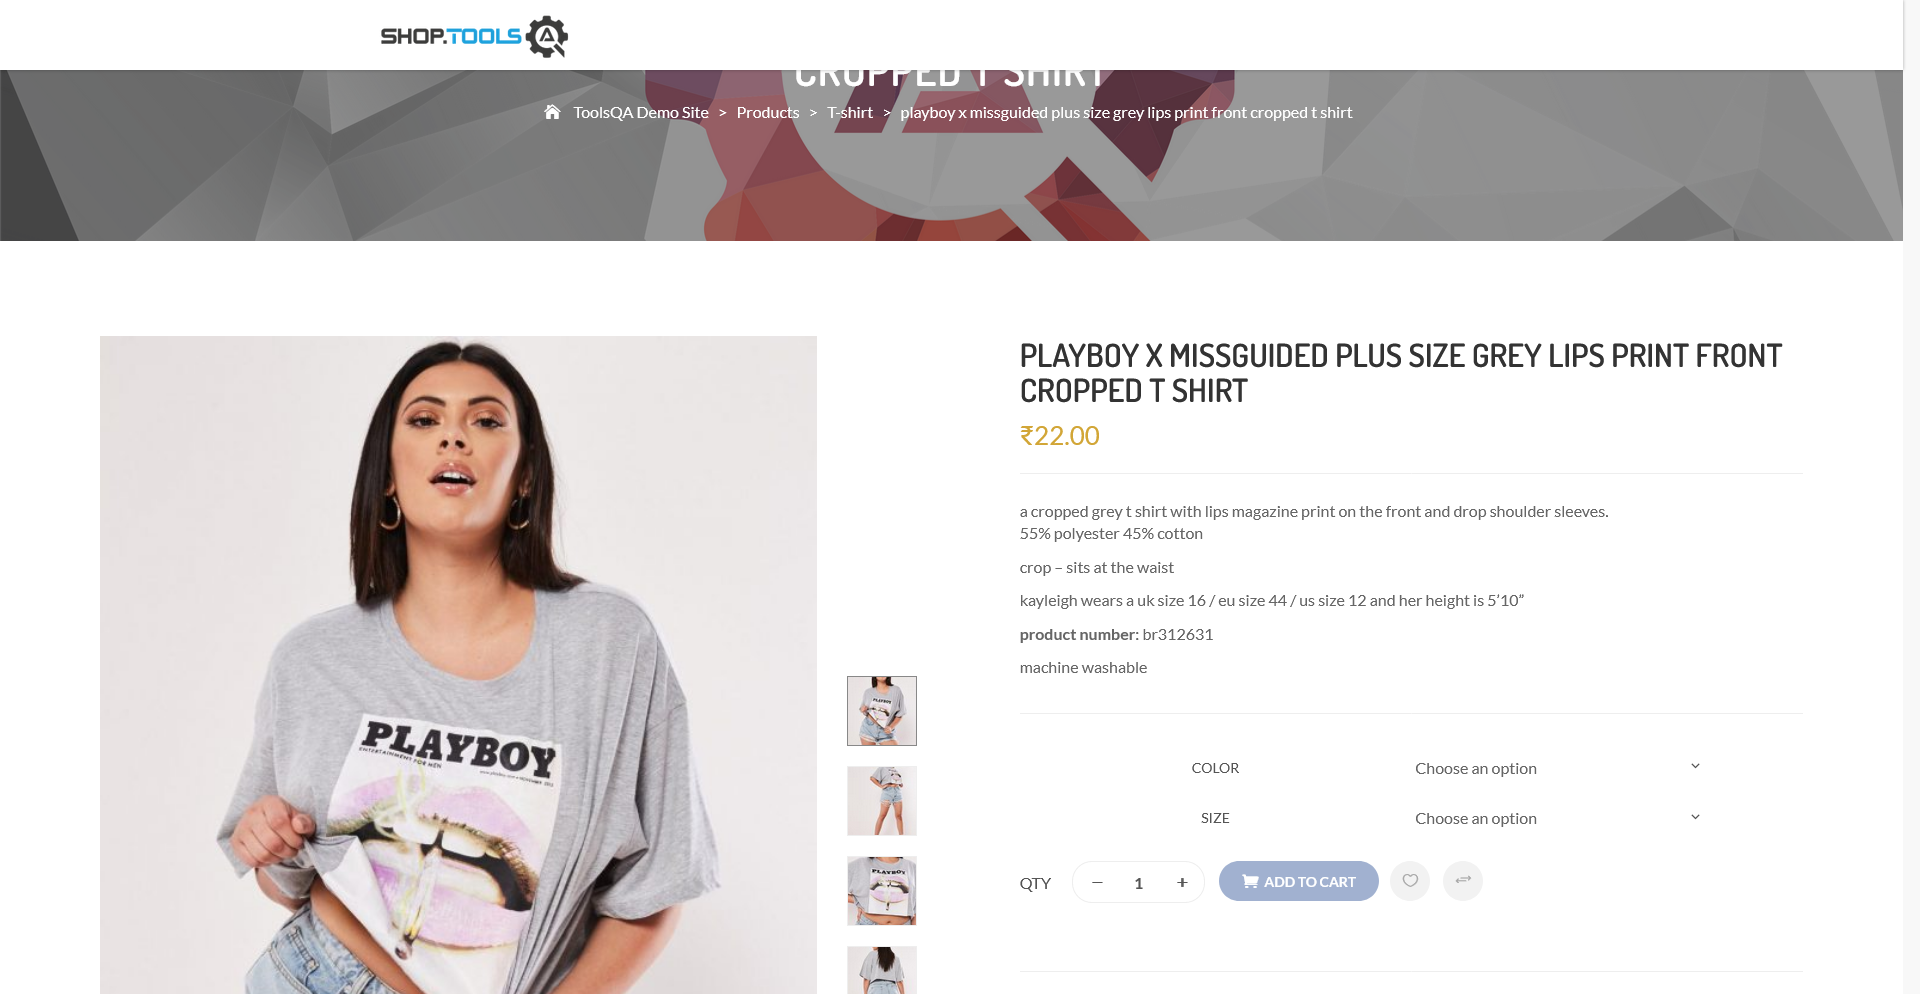 SHOP.TOOLS
CROPPED T SHIRT
ToolsQA Demo Site > Products > T-shirt > playboy x missguided plus size grey lips print front cropped t shirt
PLAYBOY X MISSGUIDED PLUS SIZE GREY LIPS PRINT FRONT
CROPPED T SHIRT
₹22.00
a cropped grey t shirt with lips magazine print on the front and drop shoulder sleeves.
55% polyester 45% cotton
crop – sits at the waist
kayleigh wears a uk size 16 / eu size 44 / us size 12 and her height is 5’10”
product number: br312631
machine washable
COLOR Choose an option
SIZE Choose an option
QTY − 1 + ADD TO CART
PLAYBOY
ENTERTAINMENT FOR MEN
PLAYBOY
PLAYBOY